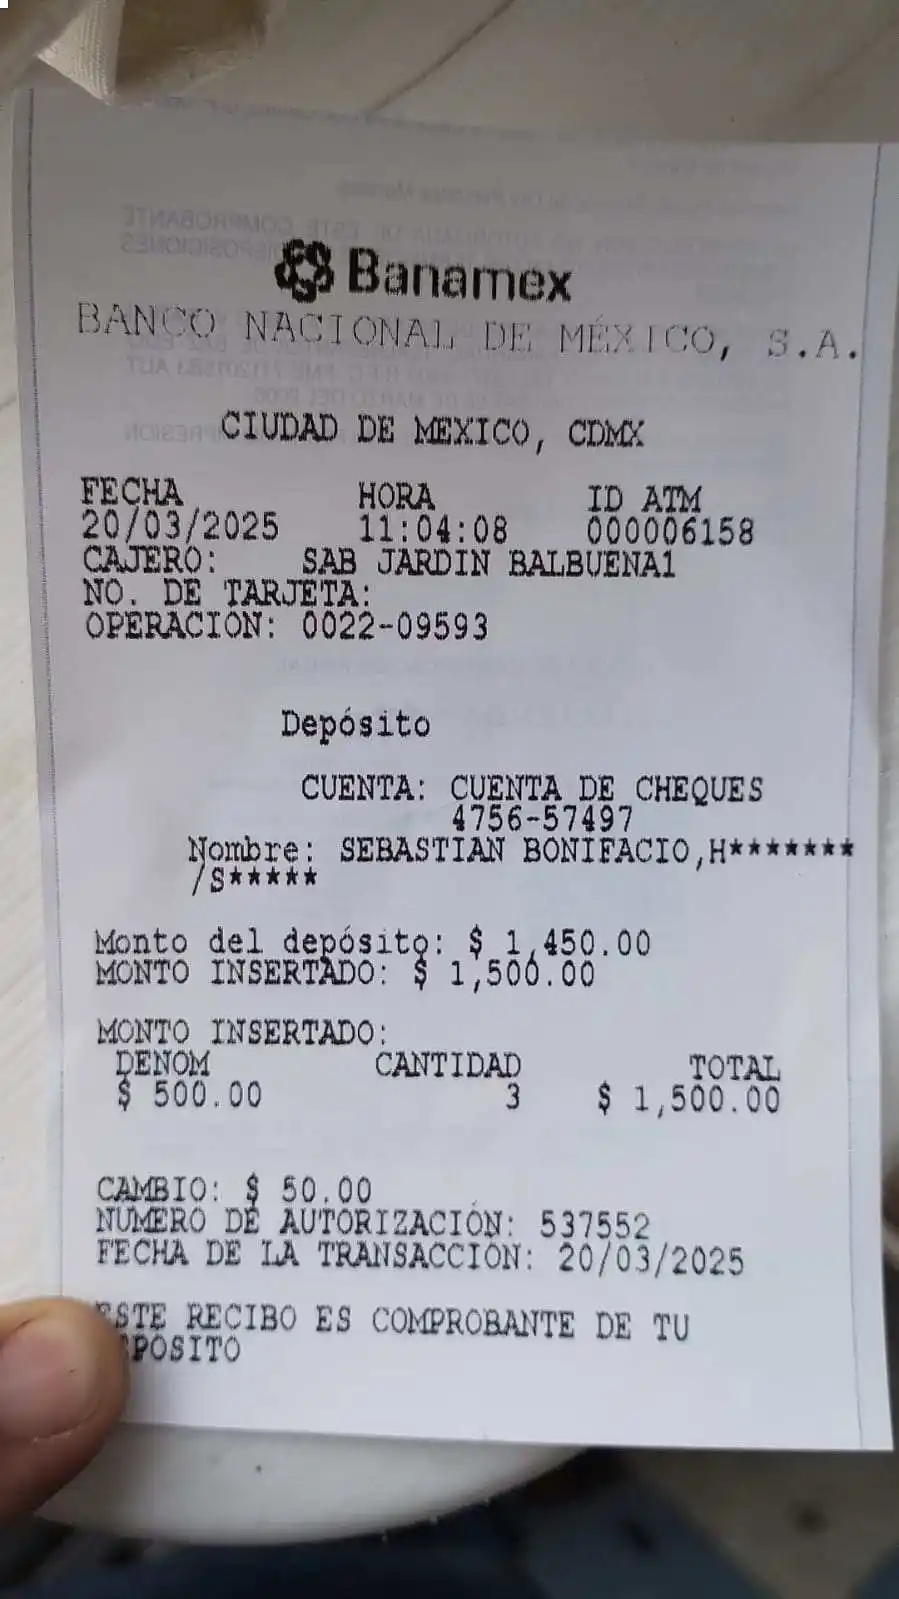 Banamex
BANCO NACIONAL DE MÉXICO, S.A.
CIUDAD DE MEXICO, CDMX
FECHA HORA ID ATM
20/03/2025 11:04:08 000006158
CAJERO: SAB JARDIN BALBUENA1
NO. DE TARJETA:
OPERACION: 0022-09593
Depósito
CUENTA: CUENTA DE CHEQUES
4756-57497
Nombre: SEBASTIAN BONIFACIO,H*******
/S*****
Monto del depósito: $ 1,450.00
MONTO INSERTADO: $ 1,500.00
MONTO INSERTADO:
DENOM CANTIDAD TOTAL
$ 500.00 3 $ 1,500.00
CAMBIO: $ 50.00
NUMERO DE AUTORIZACIÓN: 537552
FECHA DE LA TRANSACCIÓN: 20/03/2025
ESTE RECIBO ES COMPROBANTE DE TU
PÓSITO